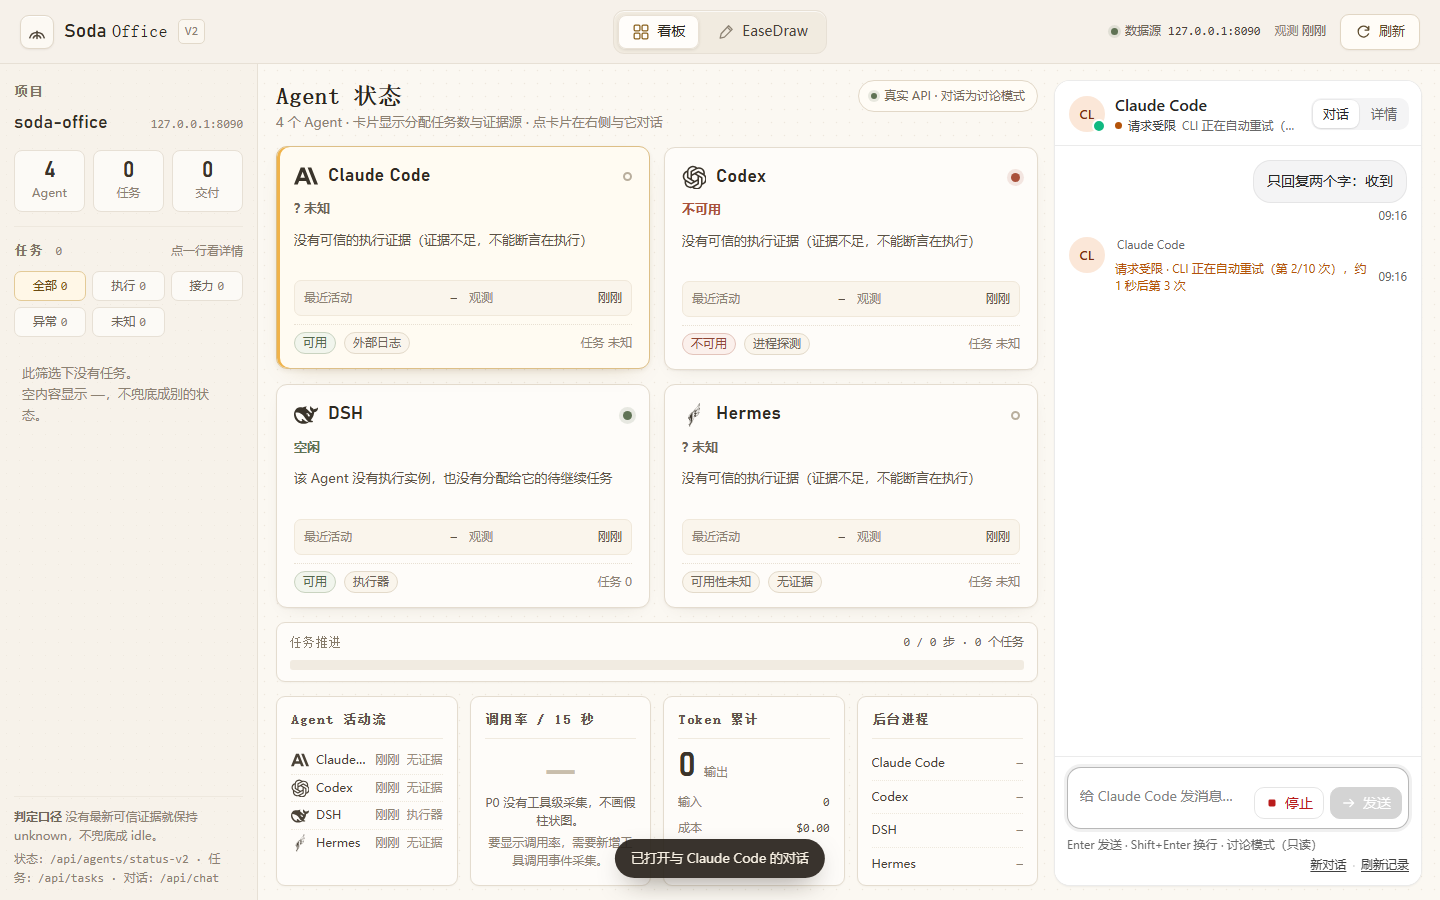 Soda Office V2
看板
EaseDraw
数据源 127.0.0.1:8090
观测 刚刚
刷新
项目
soda-office 127.0.0.1:8090
4 Agent
0 任务
0 交付
任务 0 点一行看详情
全部 0
执行 0
接力 0
异常 0
未知 0
此筛选下没有任务。
空内容显示 —，不兜底成别的状
态。
判定口径 没有最新可信证据就保持
unknown，不兜底成 idle。
状态: /api/agents/status-v2 · 任
务: /api/tasks · 对话: /api/chat
Agent 状态
4 个 Agent · 卡片显示分配任务数与证据源 · 点卡片在右侧与它对话
真实 API · 对话为讨论模式
Claude Code
? 未知
没有可信的执行证据（证据不足，不能断言在执行）
最近活动 — 观测 刚刚
可用 外部日志 任务 未知
Codex
不可用
没有可信的执行证据（证据不足，不能断言在执行）
最近活动 — 观测 刚刚
不可用 进程探测 任务 未知
DSH
空闲
该 Agent 没有执行实例，也没有分配给它的待继续任务
最近活动 — 观测 刚刚
可用 执行器 任务 0
Hermes
? 未知
没有可信的执行证据（证据不足，不能断言在执行）
最近活动 — 观测 刚刚
可用性未知 无证据 任务 未知
任务推进 0 / 0 步 · 0 个任务
Agent 活动流
Claude... 刚刚 无证据
Codex 刚刚 无证据
DSH 刚刚 执行器
Hermes 刚刚 无证据
调用率 / 15 秒
—
P0 没有工具级采集，不画假
柱状图。
要显示调用率，需要新增工
具调用事件采集。
Token 累计
0 输出
输入 0
成本 $0.00
后台进程
Claude Code —
Codex —
DSH —
Hermes —
已打开与 Claude Code 的对话
CL
Claude Code
请求受限 CLI 正在自动重试（...
对话
详情
只回复两个字：收到
09:16
CL
Claude Code
请求受限 · CLI 正在自动重试（第 2/10 次），约
1 秒后第 3 次
09:16
给 Claude Code 发消息...
停止
发送
Enter 发送 · Shift+Enter 换行 · 讨论模式（只读）
新对话 · 刷新记录